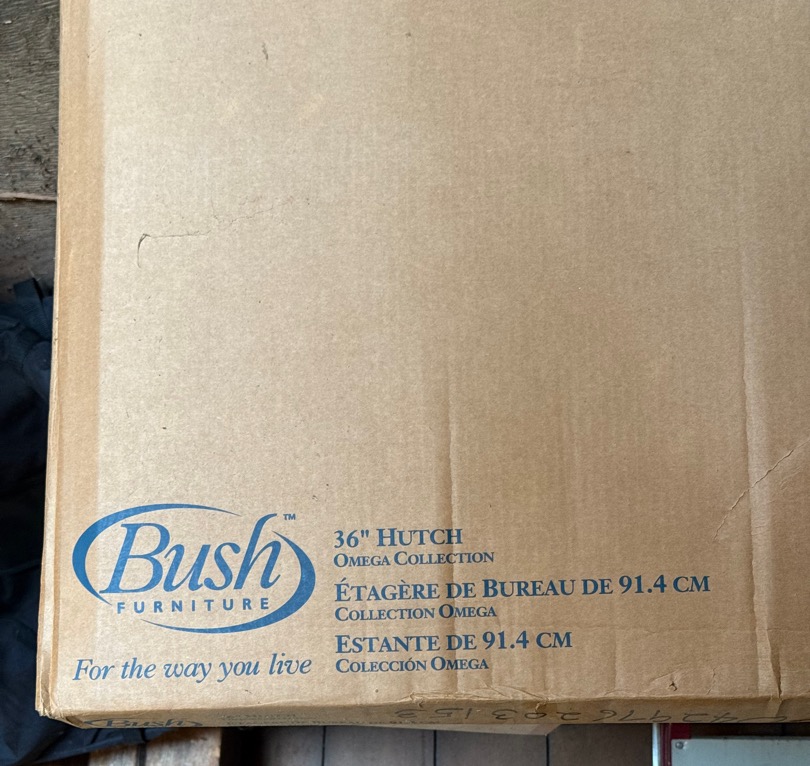 Bush™
FURNITURE
For the way you live
36" HUTCH
OMEGA COLLECTION
ÉTAGÈRE DE BUREAU DE 91.4 CM
COLLECTION OMEGA
ESTANTE DE 91.4 CM
COLECCIÓN OMEGA
Bush